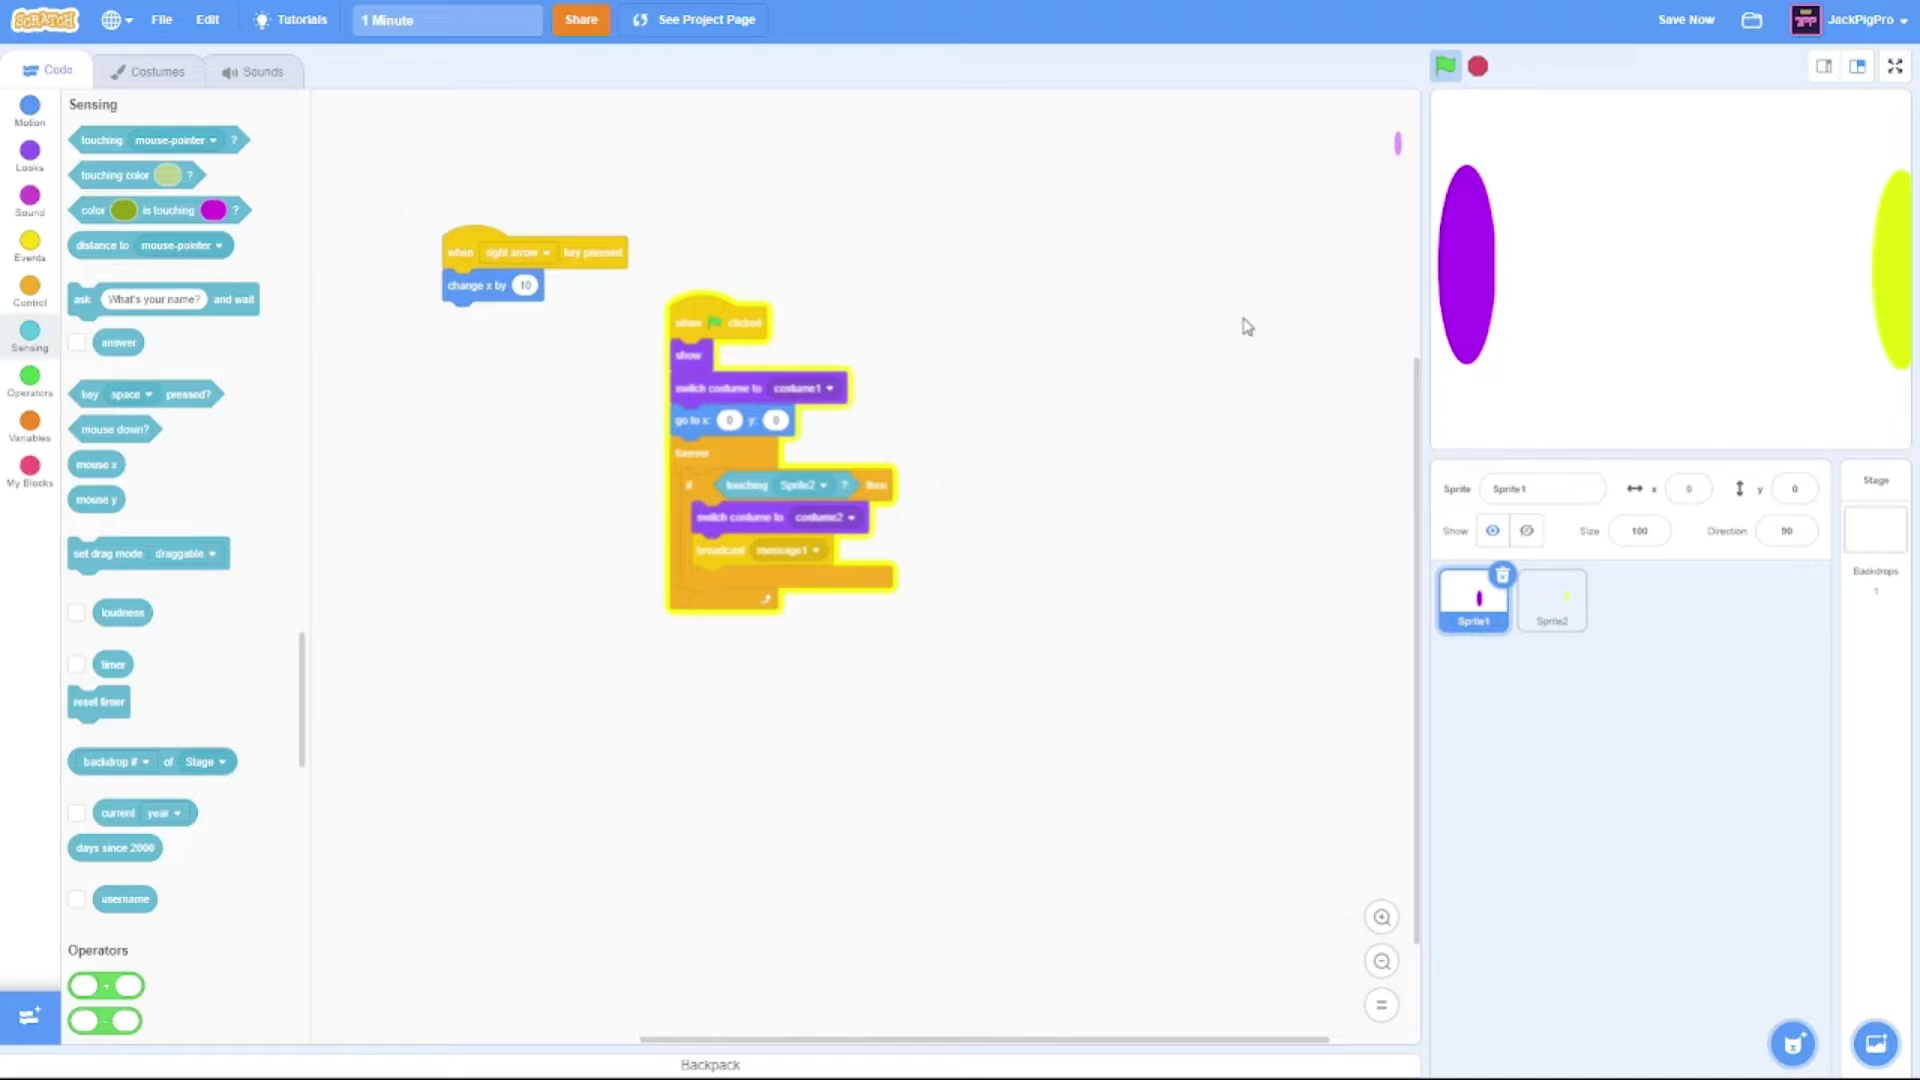 SCRATCH
File
Edit
Tutorials
1 Minute
Share
See Project Page
Save Now
JackPigPro
Code
Costumes
Sounds
Motion
Looks
Sound
Events
Control
Sensing
Operators
Variables
My Blocks
Sensing
touching mouse-pointer ?
touching color ?
color is touching ?
distance to mouse-pointer
ask What's your name? and wait
answer
key space pressed?
mouse down?
mouse x
mouse y
set drag mode draggable
loudness
timer
reset timer
backdrop # of Stage
current year
days since 2000
username
Operators
+
-
when right arrow key pressed
change x by 10
when clicked
show
switch costume to costume1
go to x: 0 y: 0
forever
if touching Sprite2 ? then
switch costume to costume2
broadcast message1
Backpack
Sprite Sprite1 x 0 y 0
Show Size 100 Direction 90
Sprite1
Sprite2
Stage
Backdrops
1